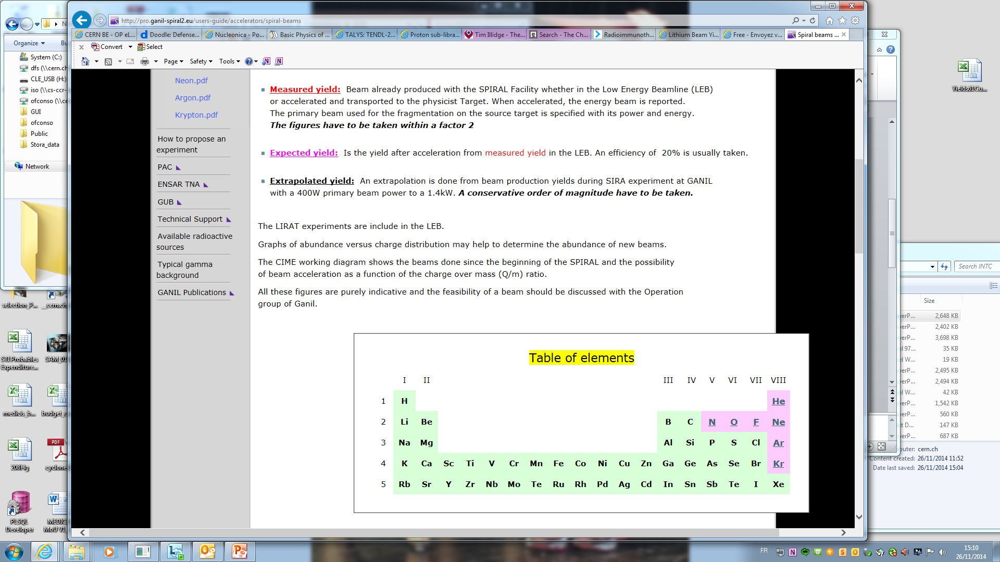 http://pro.ganil-spiral2.eu/users-guide/accelerators/spiral-beams
CERN BE - OP eL...
Doodle: Defense...
Nucleonica - Po...
Basic Physics of ...
TALYS: TENDL-2...
Proton sub-libra...
Tim Illidge - The...
Search - The Ch...
Radioimmunoth...
Lithium Beam Yi...
Free - Envoyez v...
Spiral beams ...
Convert
Select
Page
Safety
Tools
Organize
System (C:)
dfs (\\cern.ch
CLE_USB (H:)
iso (\\cs-ccr-
ofconso (\\ce
GUI
ofconso
Public
Stora_data
Network
Neon.pdf
Argon.pdf
Krypton.pdf
How to propose an
experiment
PAC
ENSAR TNA
GUB
Technical Support
Available radioactive
sources
Typical gamma
background
GANIL Publications
Measured yield: Beam already produced with the SPIRAL Facility whether in the Low Energy Beamline (LEB)
or accelerated and transported to the physicist Target. When accelerated, the energy beam is reported.
The primary beam used for the fragmentation on the source target is specified with its power and energy.
The figures have to be taken within a factor 2
Expected yield: Is the yield after acceleration from measured yield in the LEB. An efficiency of 20% is usually taken.
Extrapolated yield: An extrapolation is done from beam production yields during SIRA experiment at GANIL
with a 400W primary beam power to a 1.4kW. A conservative order of magnitude have to be taken.
The LIRAT experiments are include in the LEB.
Graphs of abundance versus charge distribution may help to determine the abundance of new beams.
The CIME working diagram shows the beams done since the beginning of the SPIRAL and the possibility
of beam acceleration as a function of the charge over mass (Q/m) ratio.
All these figures are purely indicative and the feasibility of a beam should be discussed with the Operation
group of Ganil.
Table of elements
I II III IV V VI VII VIII
1 H He
2 Li Be B C N O F Ne
3 Na Mg Al Si P S Cl Ar
4 K Ca Sc Ti V Cr Mn Fe Co Ni Cu Zn Ga Ge As Se Br Kr
5 Rb Sr Y Zr Nb Mo Te Ru Rh Pd Ag Cd In Sn Sb Te I Xe
Yields61Cu...
Search INTC
Size
verP... 2,648 KB
verP... 2,402 KB
verP... 3,698 KB
el 97... 35 KB
el W... 19 KB
verP... 2,495 KB
verP... 2,494 KB
el W... 42 KB
verP... 1,542 KB
verP... 560 KB
t D... 147 KB
verP... 687 KB
puter: cern.ch
Content created: 26/11/2014 11:52
Date last saved: 26/11/2014 15:04
selection_P...
_cern.ch
STI Probables
Expenditure...
SAM_01
medicis_b...
budget_c
203Hg
PDF
cyclone
PLSQL
Developer
MEDICI
MoU V1_
FR
15:10
26/11/2014